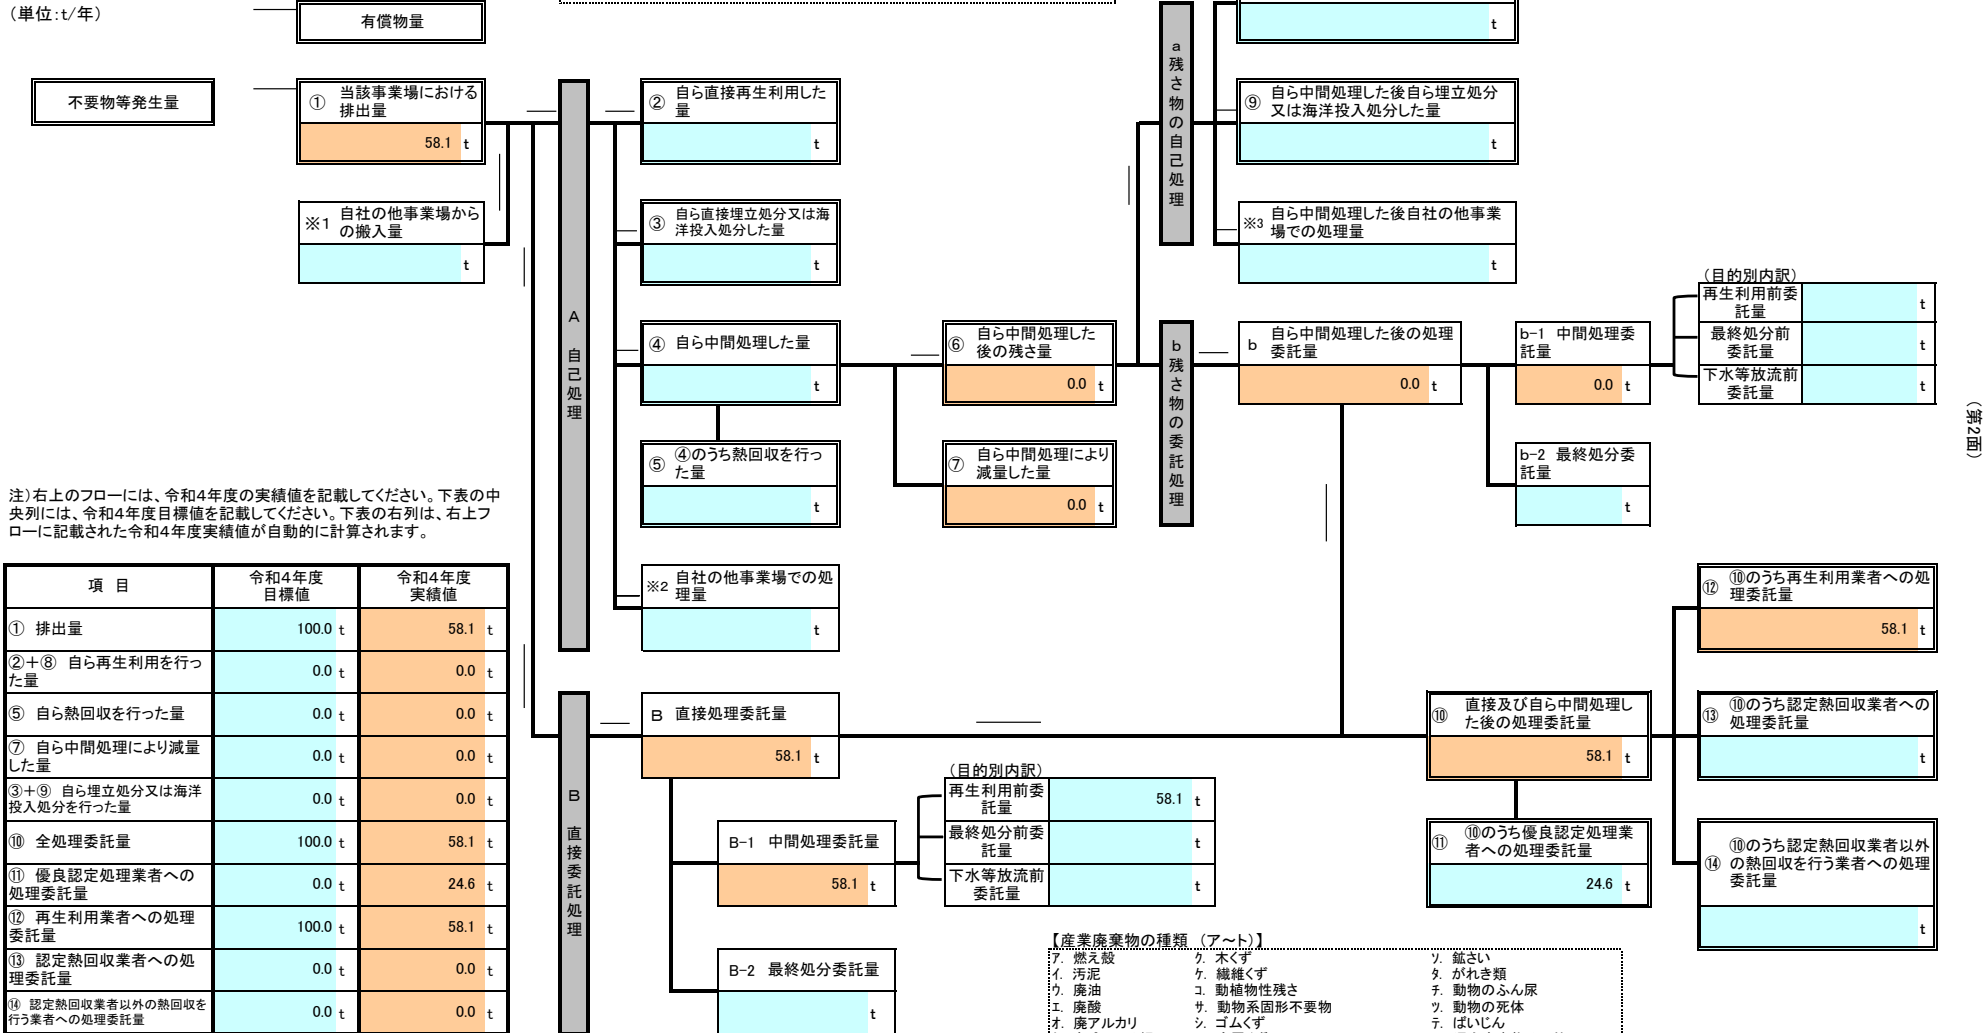 （単位：t/年）
有償物量
t
不要物等発生量
① 当該事業場における
排出量
58.1 t
※1 自社の他事業場から
の搬入量
t
A 自己処理
② 自ら直接再生利用した
量
t
③ 自ら直接埋立処分又は海
洋投入処分した量
t
④ 自ら中間処理した量
t
⑤ ④のうち熱回収を行っ
た量
t
※2 自社の他事業場での処
理量
t
⑥ 自ら中間処理した
後の残さ量
0.0 t
⑦ 自ら中間処理により
減量した量
0.0 t
a 残さ物の自己処理
⑨ 自ら中間処理した後自ら埋立処分
又は海洋投入処分した量
t
※3 自ら中間処理した後自社の他事業
場での処理量
t
b 残さ物の委託処理
b 自ら中間処理した後の処理
委託量
0.0 t
b-1 中間処理委
託量
0.0 t
b-2 最終処分委
託量
t
（目的別内訳）
再生利用前委
託量
t
最終処分前
委託量
t
下水等放流前
委託量
t
（第2面）
注）右上のフローには、令和4年度の実績値を記載してください。下表の中
央列には、令和4年度目標値を記載してください。下表の右列は、右上フ
ローに記載された令和4年度実績値が自動的に計算されます。
項 目 令和4年度
目標値 令和4年度
実績値
① 排出量 100.0 t 58.1 t
②＋⑧ 自ら再生利用を行っ
た量 0.0 t 0.0 t
⑤ 自ら熱回収を行った量 0.0 t 0.0 t
⑦ 自ら中間処理により減量
した量 0.0 t 0.0 t
③＋⑨ 自ら埋立処分又は海洋
投入処分を行った量 0.0 t 0.0 t
⑩ 全処理委託量 100.0 t 58.1 t
⑪ 優良認定処理業者への
処理委託量 0.0 t 24.6 t
⑫ 再生利用業者への処理
委託量 100.0 t 58.1 t
⑬ 認定熱回収業者への処
理委託量 0.0 t 0.0 t
⑭ 認定熱回収業者以外の熱回収を
行う業者への処理委託量 0.0 t 0.0 t
B 直接委託処理
B 直接処理委託量
58.1 t
B-1 中間処理委託量
58.1 t
B-2 最終処分委託量
t
（目的別内訳）
再生利用前委
託量
58.1 t
最終処分前委
託量
t
下水等放流前
委託量
t
⑩ 直接及び自ら中間処理し
た後の処理委託量
58.1 t
⑪ ⑩のうち優良認定処理業
者への処理委託量
24.6 t
⑫ ⑩のうち再生利用業者への処
理委託量
58.1 t
⑬ ⑩のうち認定熱回収業者への
処理委託量
t
⑭ ⑩のうち認定熱回収業者以外
の熱回収を行う業者への処理
委託量
t
【産業廃棄物の種類 （ア～ト）】
ア. 燃え殻 ク. 木くず ソ. 鉱さい
イ. 汚泥 ケ. 繊維くず タ. がれき類
ウ. 廃油 コ. 動植物性残さ チ. 動物のふん尿
エ. 廃酸 サ. 動物系固形不要物 ツ. 動物の死体
オ. 廃アルカリ シ. ゴムくず テ. ばいじん